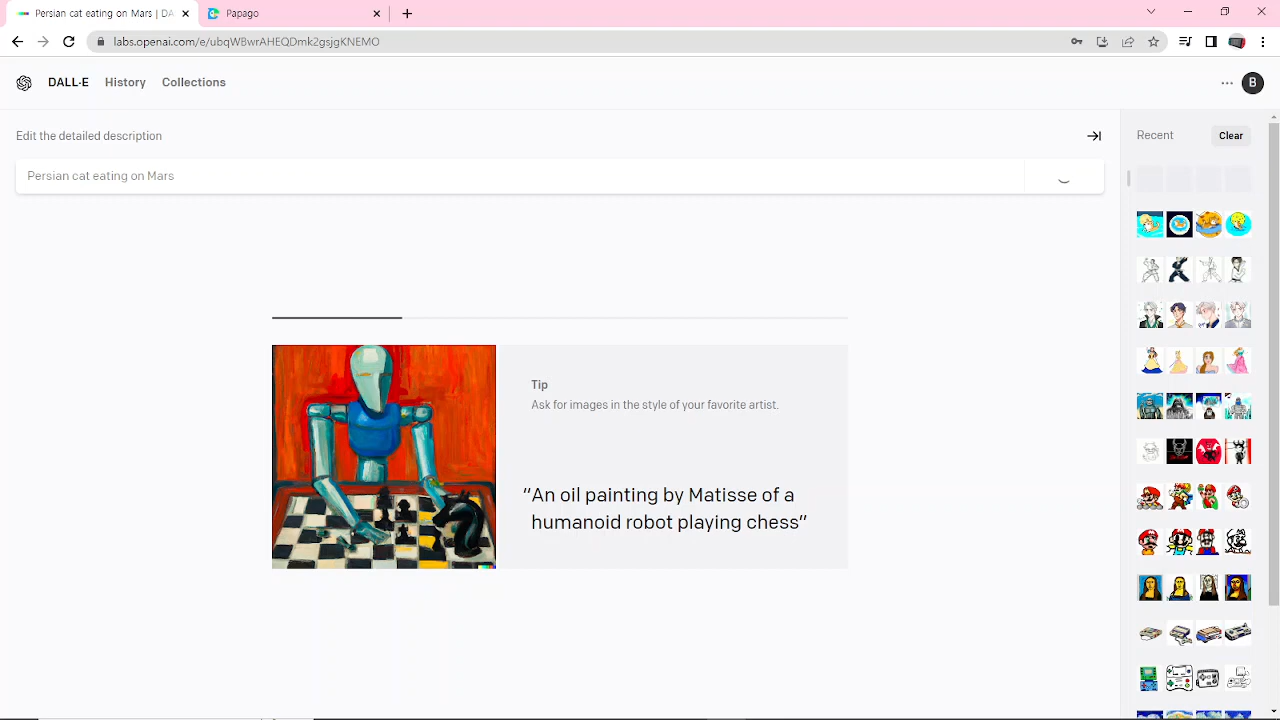 Persian cat eating on Mars | DA
Papago
labs.openai.com/e/ubqWBwrAHEQDmk2gsjgKNEMO
DALL·E
History
Collections
B
Edit the detailed description
Recent
Clear
Persian cat eating on Mars
Tip
Ask for images in the style of your favorite artist.
“An oil painting by Matisse of a
humanoid robot playing chess”